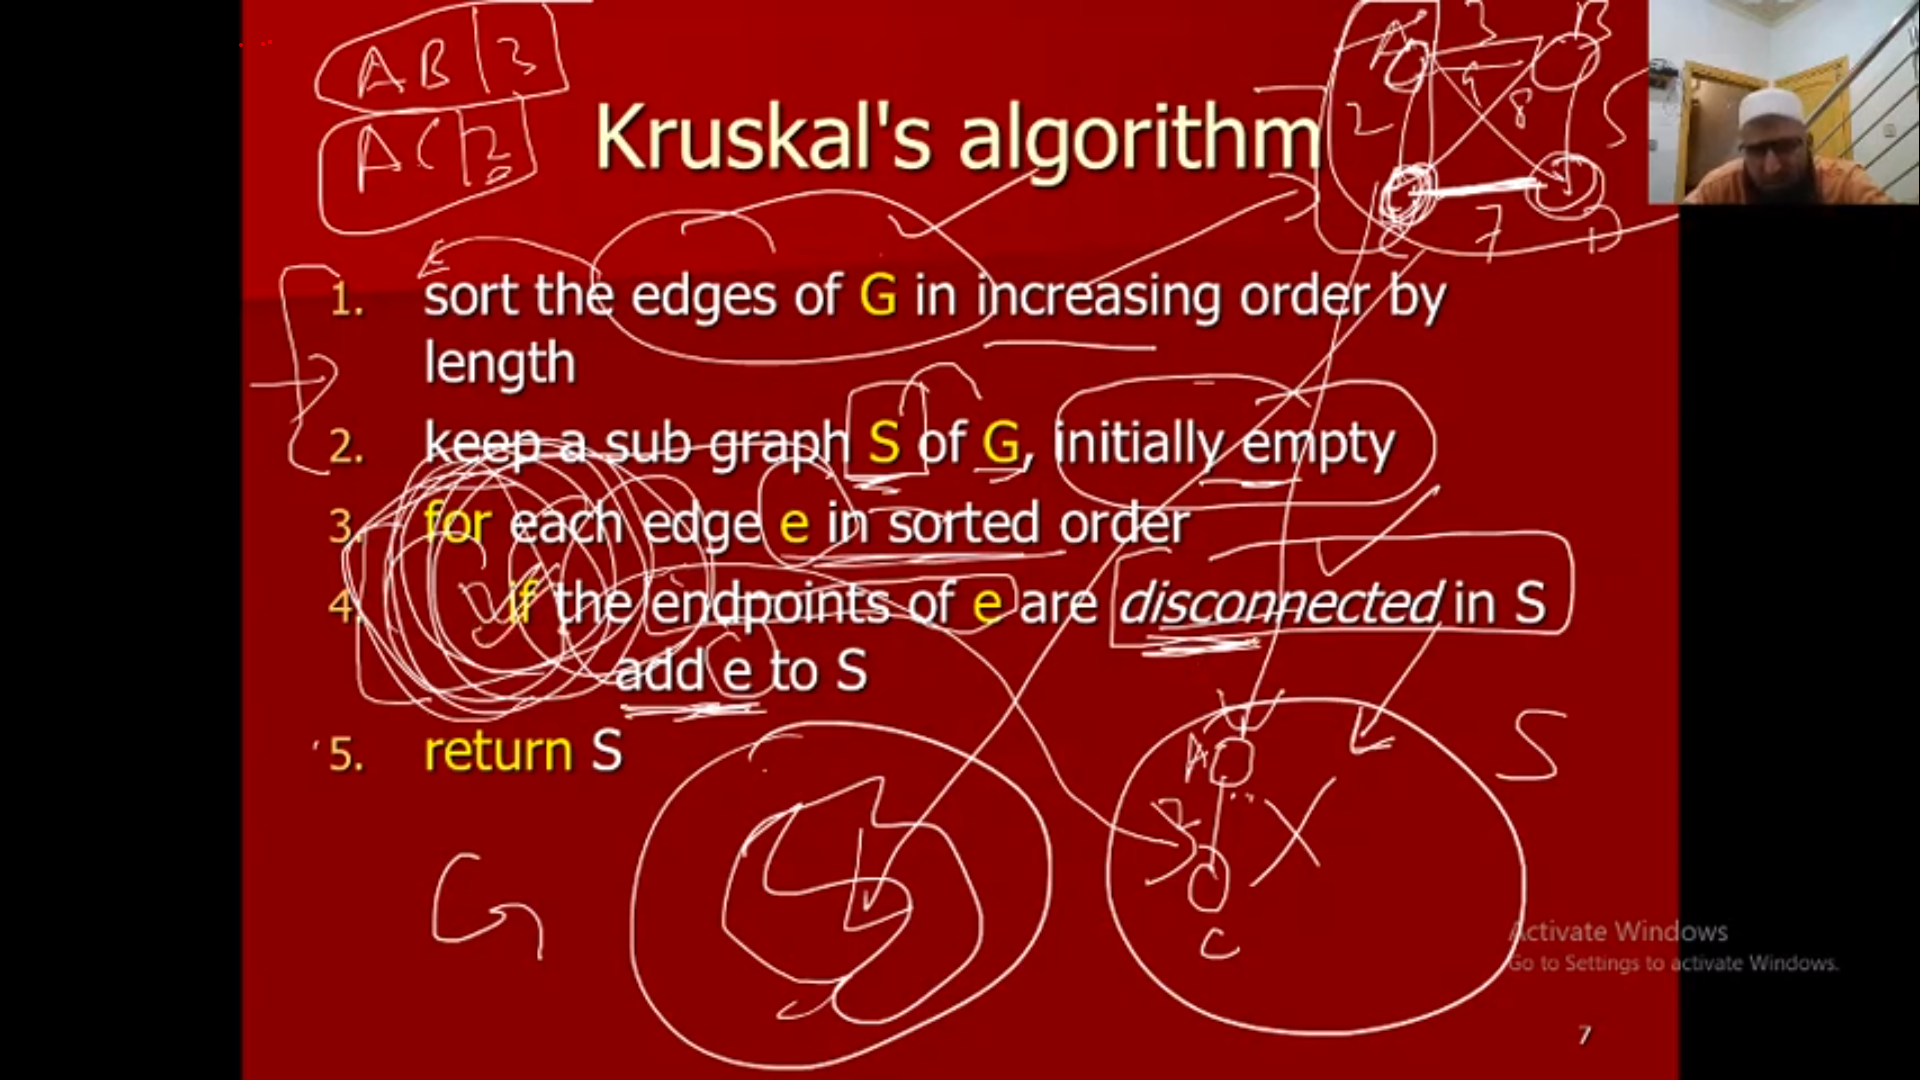 AB|3
AC|2
A 3 B
2 9 8 5
7 D
Kruskal's algorithm
1. sort the edges of G in increasing order by
length
2. keep a sub graph S of G, initially empty
3. for each edge e in sorted order
4. if the endpoints of e are disconnected in S
add e to S
5. return S
S
A
2
G
C
Activate Windows
Go to Settings to activate Windows.
7